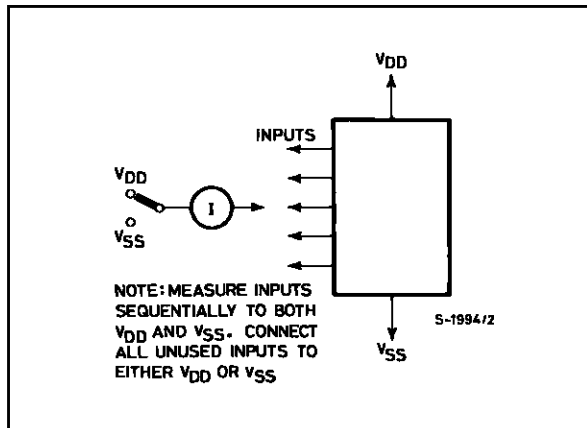 VDD
INPUTS
VDD
I
VSS
NOTE: MEASURE INPUTS
SEQUENTIALLY TO BOTH
VDD AND VSS. CONNECT
ALL UNUSED INPUTS TO
EITHER VDD OR VSS
S-1994/2
VSS